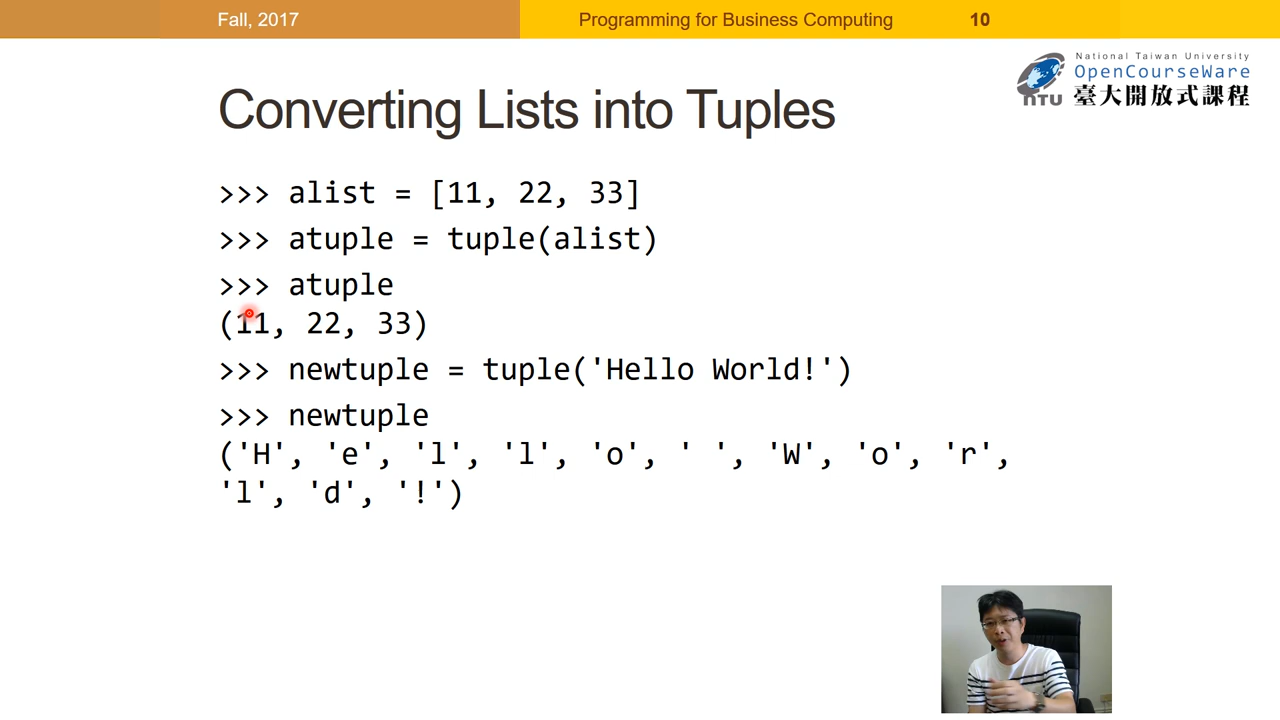 Fall, 2017
Programming for Business Computing
10
National Taiwan University
OpenCourseWare
NTU 臺大開放式課程
Converting Lists into Tuples
>>> alist = [11, 22, 33]
>>> atuple = tuple(alist)
>>> atuple
(11, 22, 33)
>>> newtuple = tuple('Hello World!')
>>> newtuple
('H', 'e', 'l', 'l', 'o', ' ', 'W', 'o', 'r',
'l', 'd', '!')